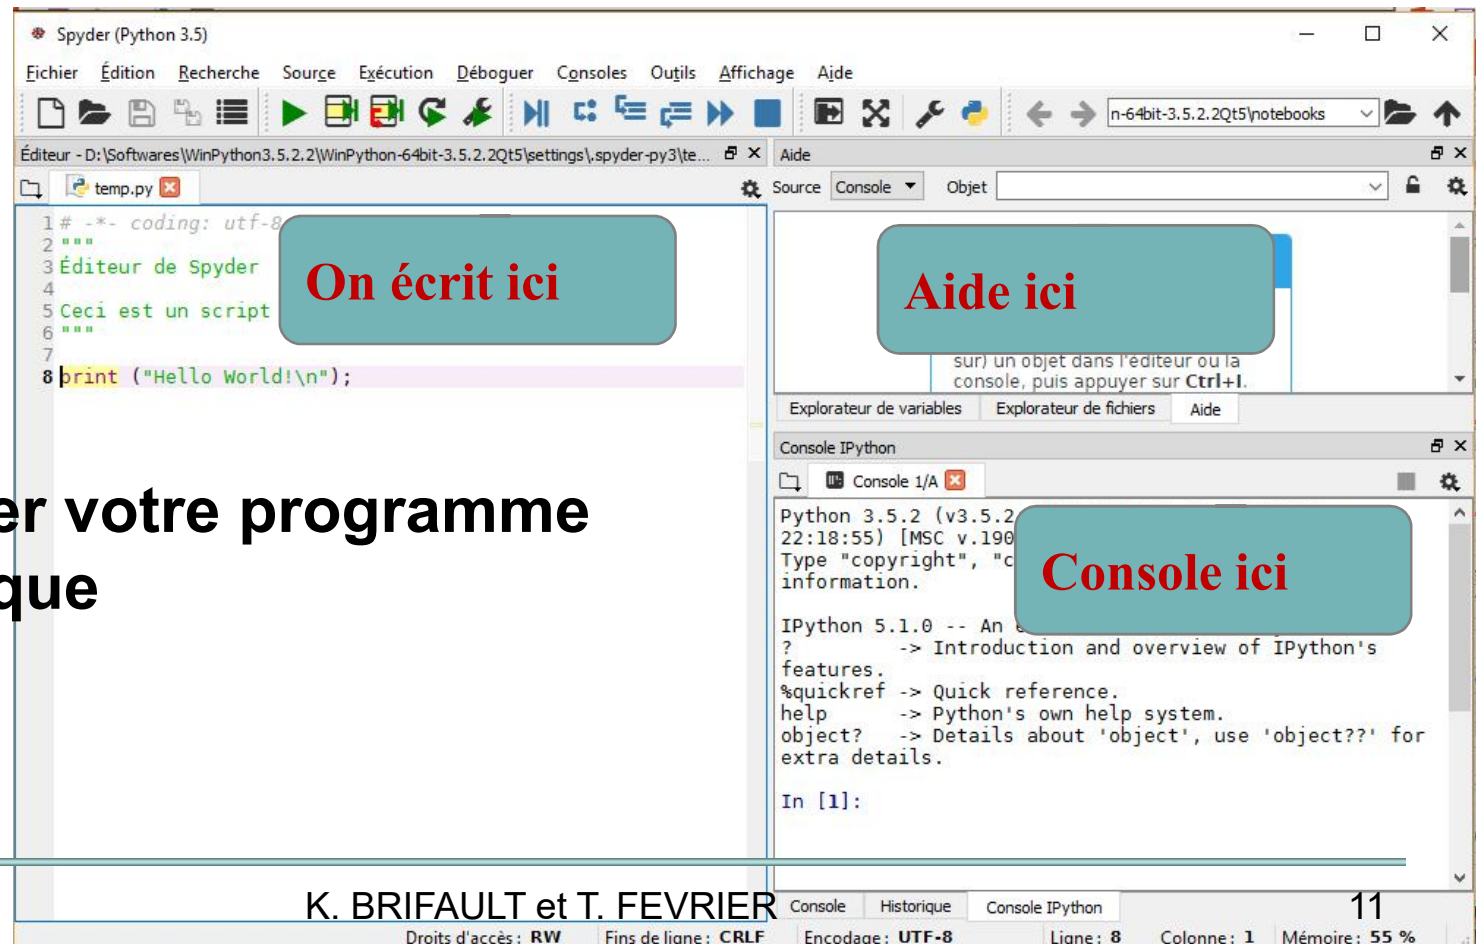 Spyder (Python 3.5)
Fichier Édition Recherche Source Exécution Déboguer Consoles Outils Affichage Aide
n-64bit-3.5.2.2Qt5\notebooks
Éditeur - D:\Softwares\WinPython3.5.2.2\WinPython-64bit-3.5.2.2Qt5\settings\.spyder-py3\te...
temp.py
1 # -*- coding: utf-8
2 """
3 Éditeur de Spyder
4
5 Ceci est un script
6 """
7
8 print ("Hello World!\n");
On écrit ici
er votre programme
que
Aide
Source Console Objet
Aide ici
sur) un objet dans l'éditeur ou la
console, puis appuyer sur Ctrl+I.
Explorateur de variables Explorateur de fichiers Aide
Console IPython
Console 1/A
Python 3.5.2 (v3.5.2
22:18:55) [MSC v.190
Type "copyright", "c
information.
Console ici
IPython 5.1.0 -- An
? -> Introduction and overview of IPython's
features.
%quickref -> Quick reference.
help -> Python's own help system.
object? -> Details about 'object', use 'object??' for
extra details.
In [1]:
Console Historique Console IPython
K. BRIFAULT et T. FEVRIER
11
Droits d'accès : RW Fins de ligne : CRLF Encodage : UTF-8 Ligne : 8 Colonne : 1 Mémoire : 55 %